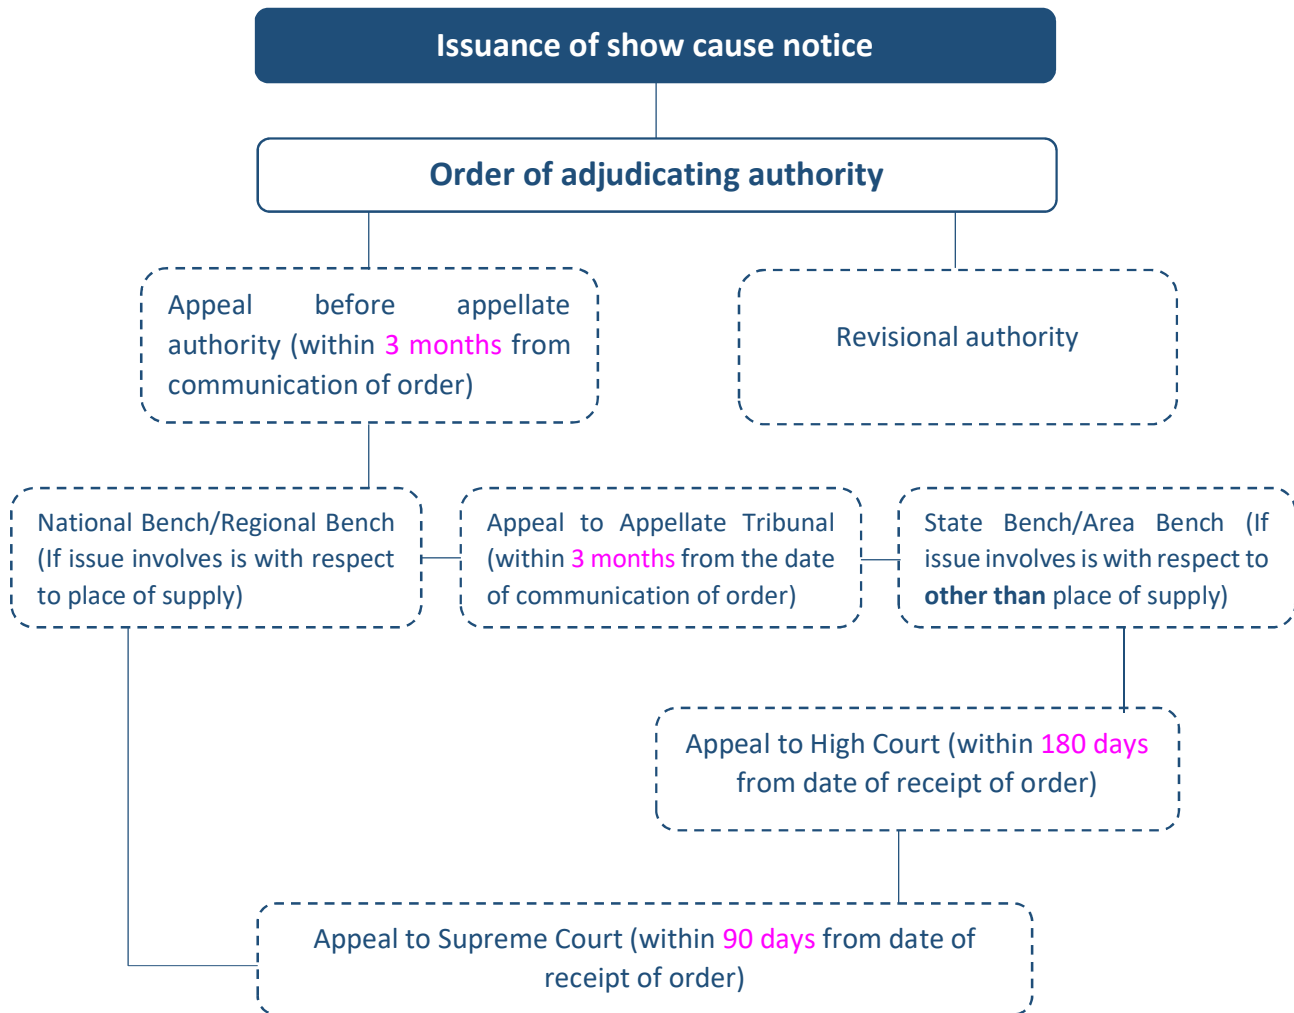 Issuance of show cause notice
Order of adjudicating authority
Appeal before appellate
authority (within 3 months from
communication of order)
Revisional authority
National Bench/Regional Bench
(If issue involves is with respect
to place of supply)
Appeal to Appellate Tribunal
(within 3 months from the date
of communication of order)
State Bench/Area Bench (If
issue involves is with respect to
other than place of supply)
Appeal to High Court (within 180 days
from date of receipt of order)
Appeal to Supreme Court (within 90 days from date of
receipt of order)